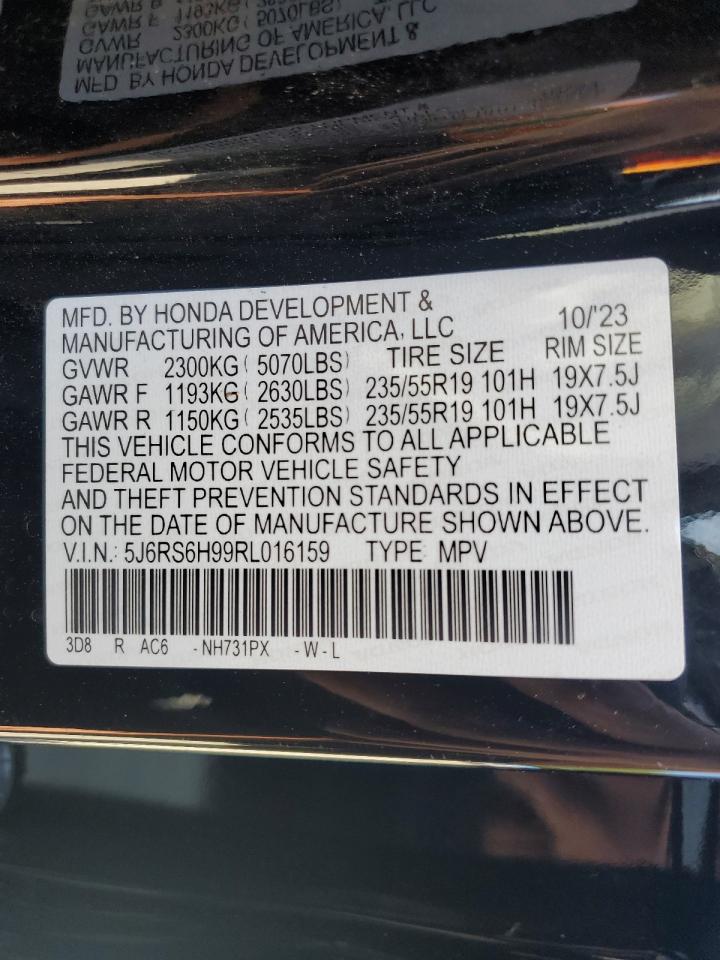 MFD. BY HONDA DEVELOPMENT &
MANUFACTURING OF AMERICA, LLC 10/'23
GVWR 2300KG ( 5070LBS) TIRE SIZE RIM SIZE
GAWR F 1193KG ( 2630LBS) 235/55R19 101H 19X7.5J
GAWR R 1150KG ( 2535LBS) 235/55R19 101H 19X7.5J
THIS VEHICLE CONFORMS TO ALL APPLICABLE
FEDERAL MOTOR VEHICLE SAFETY
AND THEFT PREVENTION STANDARDS IN EFFECT
ON THE DATE OF MANUFACTURE SHOWN ABOVE.
V.I.N.: 5J6RS6H99RL016159 TYPE: MPV
3D8 R AC6 -NH731PX -W-L